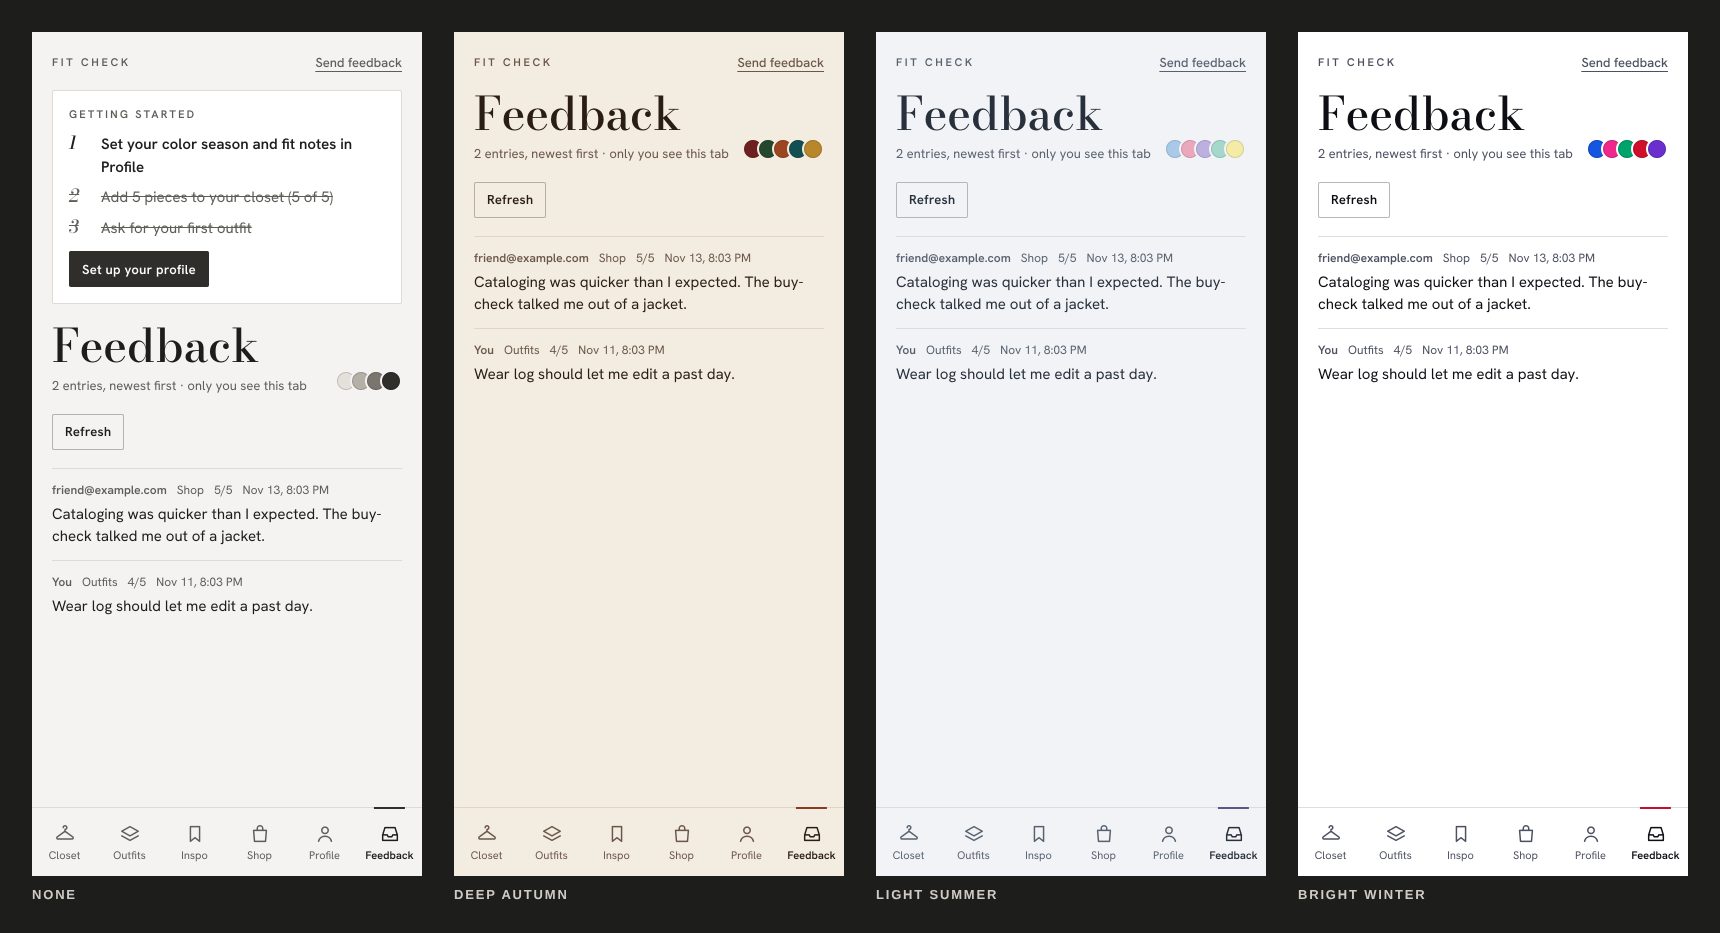 FIT CHECK
Send feedback
GETTING STARTED
1 Set your color season and fit notes in
Profile
2 Add 5 pieces to your closet (5 of 5)
3 Ask for your first outfit
Set up your profile
Feedback
2 entries, newest first · only you see this tab
Refresh
friend@example.com Shop 5/5 Nov 13, 8:03 PM
Cataloging was quicker than I expected. The buy-
check talked me out of a jacket.
You Outfits 4/5 Nov 11, 8:03 PM
Wear log should let me edit a past day.
Closet Outfits Inspo Shop Profile Feedback
NONE
FIT CHECK
Send feedback
Feedback
2 entries, newest first · only you see this tab
Refresh
friend@example.com Shop 5/5 Nov 13, 8:03 PM
Cataloging was quicker than I expected. The buy-
check talked me out of a jacket.
You Outfits 4/5 Nov 11, 8:03 PM
Wear log should let me edit a past day.
Closet Outfits Inspo Shop Profile Feedback
DEEP AUTUMN
FIT CHECK
Send feedback
Feedback
2 entries, newest first · only you see this tab
Refresh
friend@example.com Shop 5/5 Nov 13, 8:03 PM
Cataloging was quicker than I expected. The buy-
check talked me out of a jacket.
You Outfits 4/5 Nov 11, 8:03 PM
Wear log should let me edit a past day.
Closet Outfits Inspo Shop Profile Feedback
LIGHT SUMMER
FIT CHECK
Send feedback
Feedback
2 entries, newest first · only you see this tab
Refresh
friend@example.com Shop 5/5 Nov 13, 8:03 PM
Cataloging was quicker than I expected. The buy-
check talked me out of a jacket.
You Outfits 4/5 Nov 11, 8:03 PM
Wear log should let me edit a past day.
Closet Outfits Inspo Shop Profile Feedback
BRIGHT WINTER